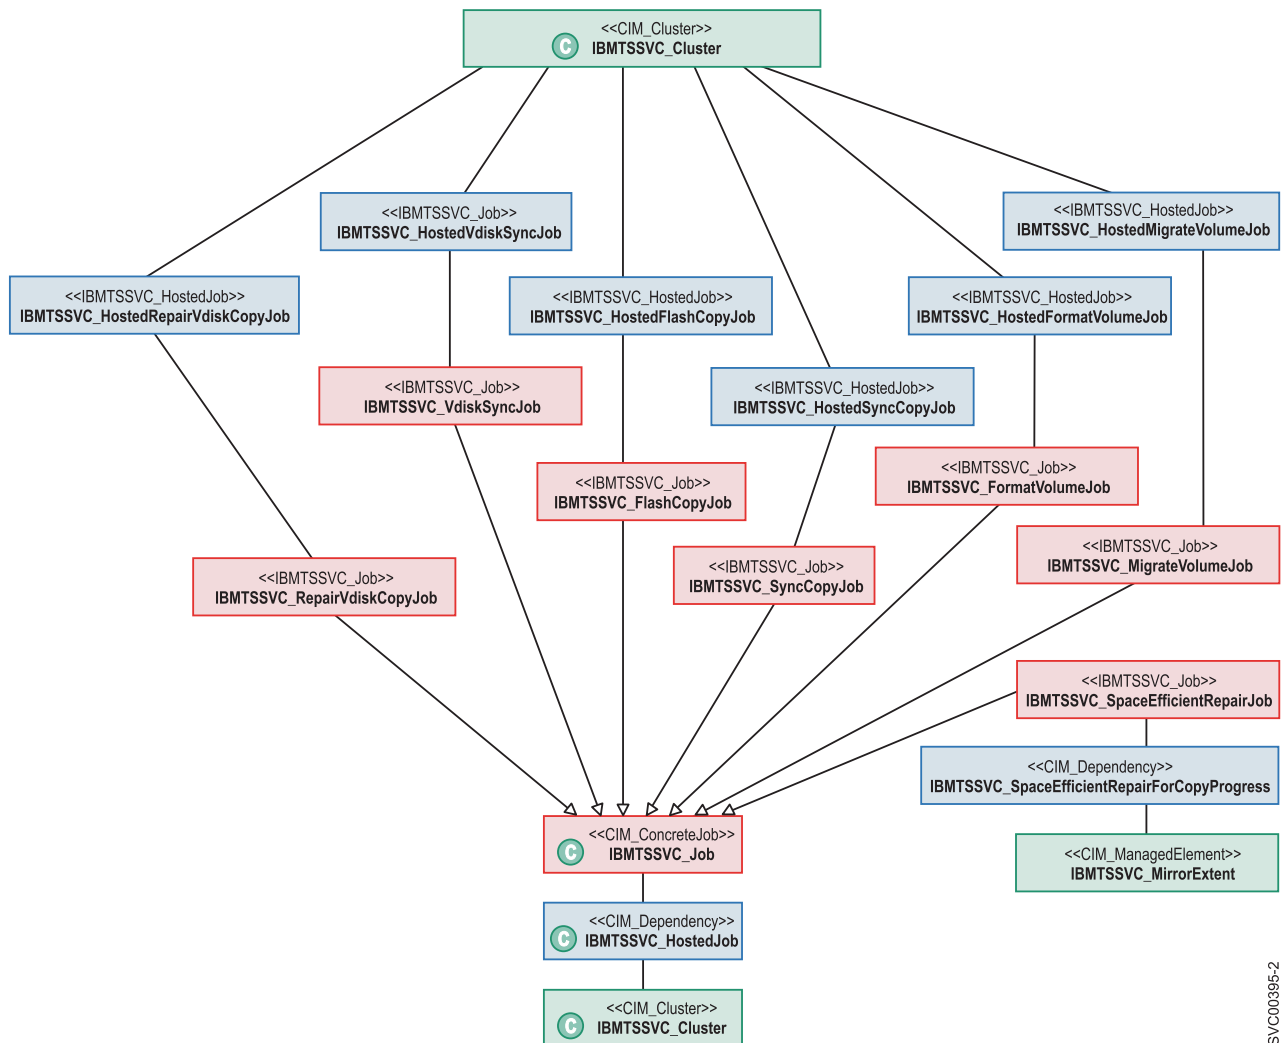 <<CIM_Cluster>>
C
IBMTSSVC_Cluster
<<IBMTSSVC_Job>>
IBMTSSVC_HostedVdiskSyncJob
<<IBMTSSVC_HostedJob>>
IBMTSSVC_HostedMigrateVolumeJob
<<IBMTSSVC_HostedJob>>
IBMTSSVC_HostedRepairVdiskCopyJob
<<IBMTSSVC_HostedJob>>
IBMTSSVC_HostedFlashCopyJob
<<IBMTSSVC_HostedJob>>
IBMTSSVC_HostedFormatVolumeJob
<<IBMTSSVC_Job>>
IBMTSSVC_VdiskSyncJob
<<IBMTSSVC_HostedJob>>
IBMTSSVC_HostedSyncCopyJob
<<IBMTSSVC_Job>>
IBMTSSVC_FlashCopyJob
<<IBMTSSVC_Job>>
IBMTSSVC_FormatVolumeJob
<<IBMTSSVC_Job>>
IBMTSSVC_MigrateVolumeJob
<<IBMTSSVC_Job>>
IBMTSSVC_RepairVdiskCopyJob
<<IBMTSSVC_Job>>
IBMTSSVC_SyncCopyJob
<<IBMTSSVC_Job>>
IBMTSSVC_SpaceEfficientRepairJob
<<CIM_Dependency>>
IBMTSSVC_SpaceEfficientRepairForCopyProgress
<<CIM_ConcreteJob>>
C
IBMTSSVC_Job
<<CIM_ManagedElement>>
IBMTSSVC_MirrorExtent
<<CIM_Dependency>>
C
IBMTSSVC_HostedJob
<<CIM_Cluster>>
C
IBMTSSVC_Cluster
SVC00395-2